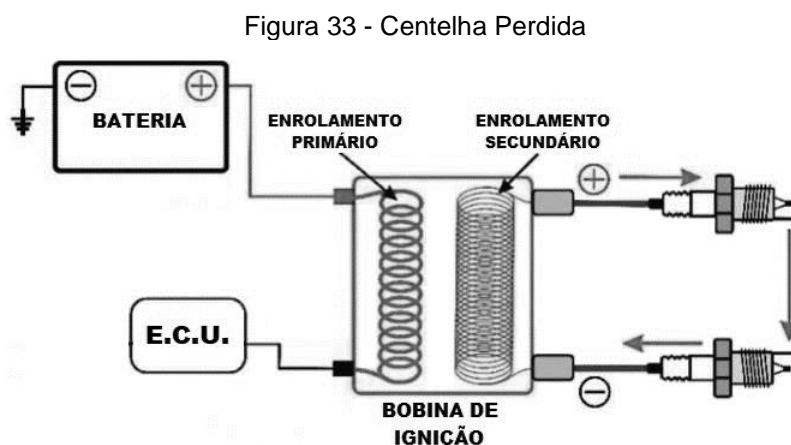 Figura 33 - Centelha Perdida
BATERIA
ENROLAMENTO
PRIMÁRIO
ENROLAMENTO
SECUNDÁRIO
E.C.U.
BOBINA DE
IGNIÇÃO